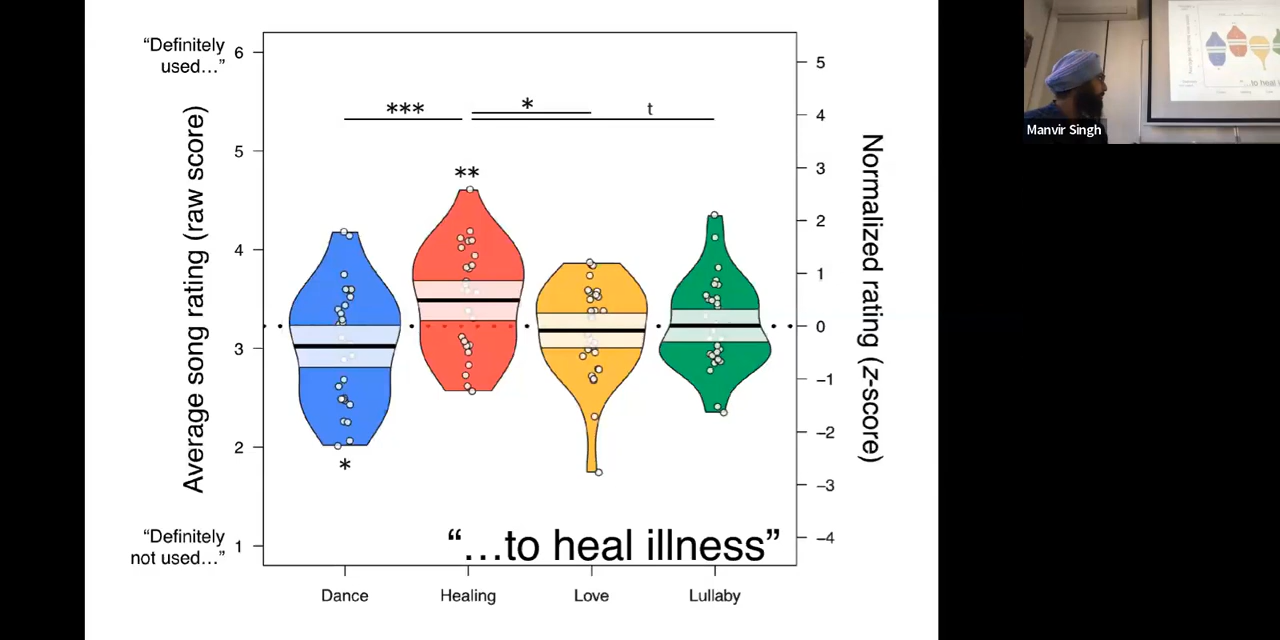 “Definitely
used…”
6
5
4
3
2
1
“Definitely
not used…”
Average song rating (raw score)
***
*
t
**
*
“…to heal illness”
Dance
Healing
Love
Lullaby
5
4
3
2
1
0
−1
−2
−3
−4
Normalized rating (z-score)
Manvir Singh